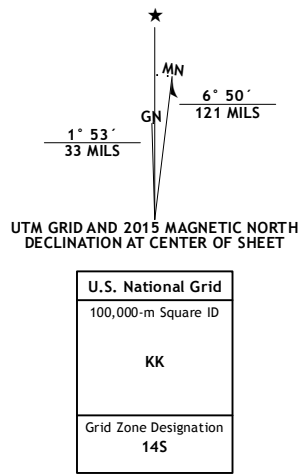 ★
MN
GN
6° 50´
121 MILS
1° 53´
33 MILS
UTM GRID AND 2015 MAGNETIC NORTH
DECLINATION AT CENTER OF SHEET
U.S. National Grid
100,000-m Square ID
KK
Grid Zone Designation
14S